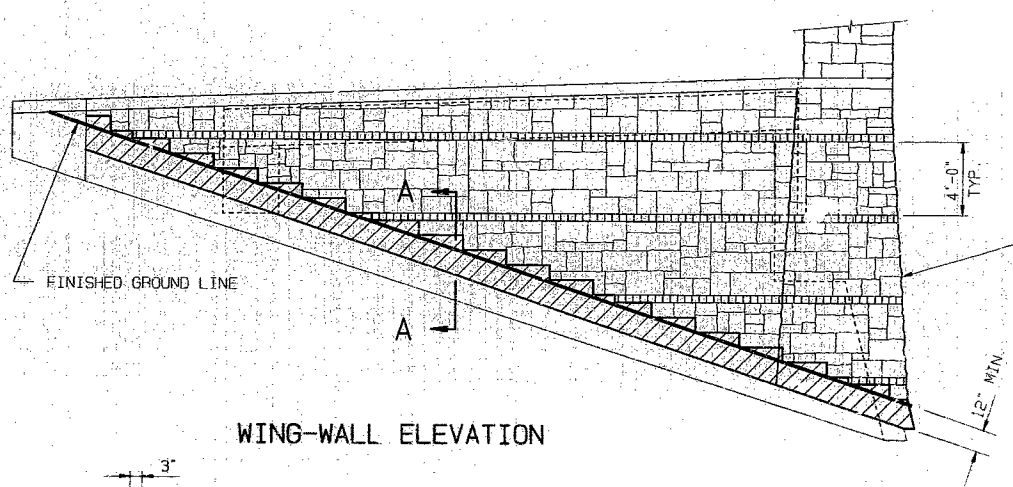 4'-0"
TYP.
A
FINISHED GROUND LINE
A
12" MIN.
WING-WALL ELEVATION
3"